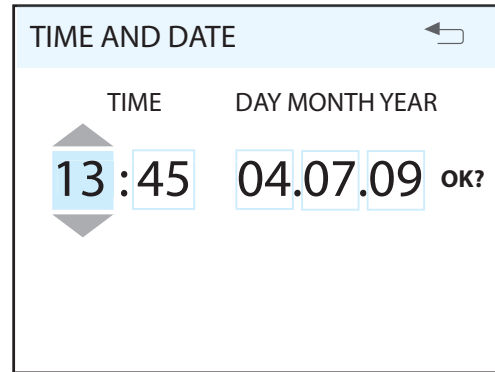 TIME AND DATE
TIME DAY MONTH YEAR
13 : 45 04.07.09 OK?